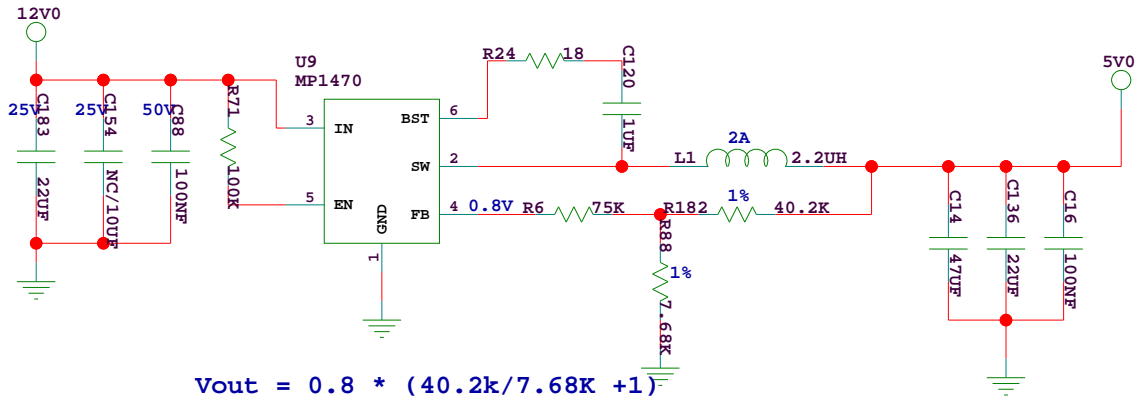 12V0
25V
C183
22UF
25V
C154
NC/10UF
50V
C88
100NF
R71
100K
U9
MP1470
3 IN
5 EN
GND
1
BST 6
SW 2
FB 4
0.8V
R24 18
C120
1UF
L1 2A 2.2UH
R6 75K
R182 1% 40.2K
R88
1%
7.68K
5V0
C14
47UF
C136
22UF
C16
100NF
Vout = 0.8 * (40.2k/7.68K +1)